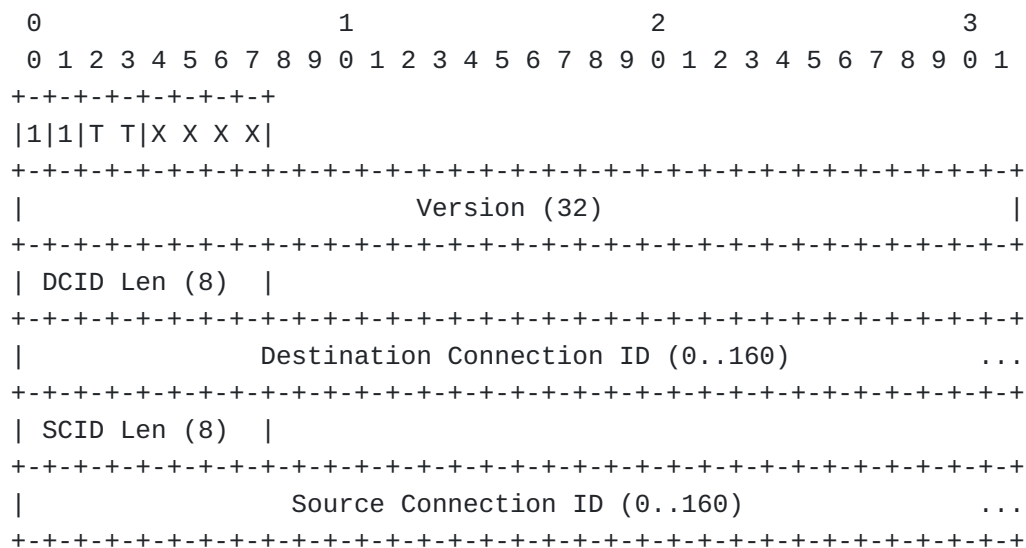 0                   1                   2                   3
 0 1 2 3 4 5 6 7 8 9 0 1 2 3 4 5 6 7 8 9 0 1 2 3 4 5 6 7 8 9 0 1
+-+-+-+-+-+-+-+-+
|1|1|T T|X X X X|
+-+-+-+-+-+-+-+-+-+-+-+-+-+-+-+-+-+-+-+-+-+-+-+-+-+-+-+-+-+-+-+-+
|                         Version (32)                          |
+-+-+-+-+-+-+-+-+-+-+-+-+-+-+-+-+-+-+-+-+-+-+-+-+-+-+-+-+-+-+-+-+
| DCID Len (8)  |
+-+-+-+-+-+-+-+-+-+-+-+-+-+-+-+-+-+-+-+-+-+-+-+-+-+-+-+-+-+-+-+-+
|               Destination Connection ID (0..160)            ...
+-+-+-+-+-+-+-+-+-+-+-+-+-+-+-+-+-+-+-+-+-+-+-+-+-+-+-+-+-+-+-+-+
| SCID Len (8)  |
+-+-+-+-+-+-+-+-+-+-+-+-+-+-+-+-+-+-+-+-+-+-+-+-+-+-+-+-+-+-+-+-+
|                 Source Connection ID (0..160)               ...
+-+-+-+-+-+-+-+-+-+-+-+-+-+-+-+-+-+-+-+-+-+-+-+-+-+-+-+-+-+-+-+-+